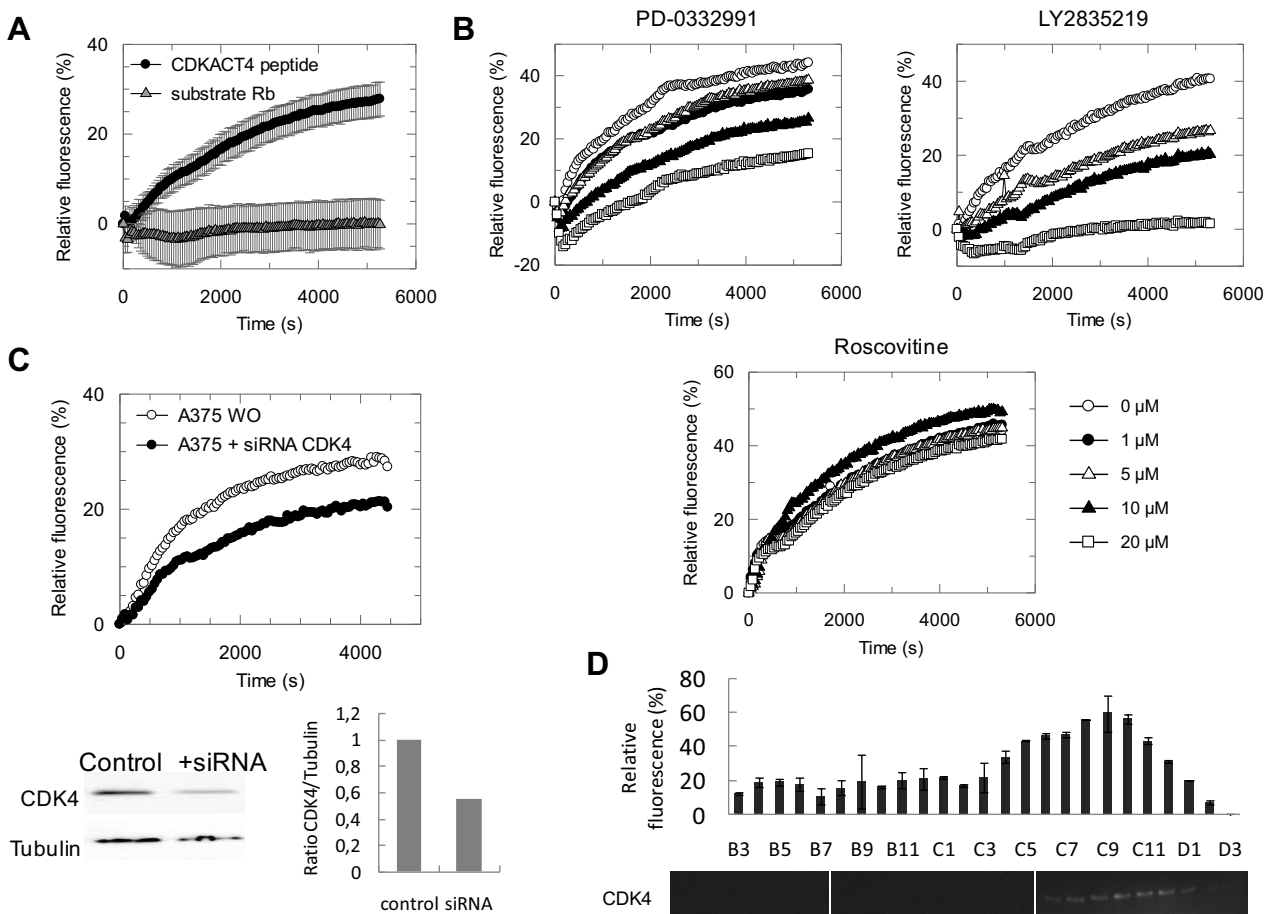 A
40
20
0
Relative fluorescence (%)
CDKACT4 peptide
substrate Rb
0 2000 4000 6000
Time (s)
B
PD-0332991
40
20
0
-20
Relative fluorescence (%)
0 2000 4000 6000
Time (s)
LY2835219
40
20
0
Relative fluorescence (%)
0 2000 4000 6000
Time (s)
Roscovitine
60
40
20
0
Relative fluorescence (%)
0 2000 4000 6000
Time (s)
0 µM
1 µM
5 µM
10 µM
20 µM
C
40
20
0
Relative fluorescence (%)
A375 WO
A375 + siRNA CDK4
0 2000 4000
Time (s)
Control +siRNA
CDK4
Tubulin
1,2
1
0,8
0,6
0,4
0,2
0
Ratio CDK4/Tubulin
control siRNA
D
80
60
40
20
0
Relative
fluorescence (%)
B3 B5 B7 B9 B11 C1 C3 C5 C7 C9 C11 D1 D3
CDK4